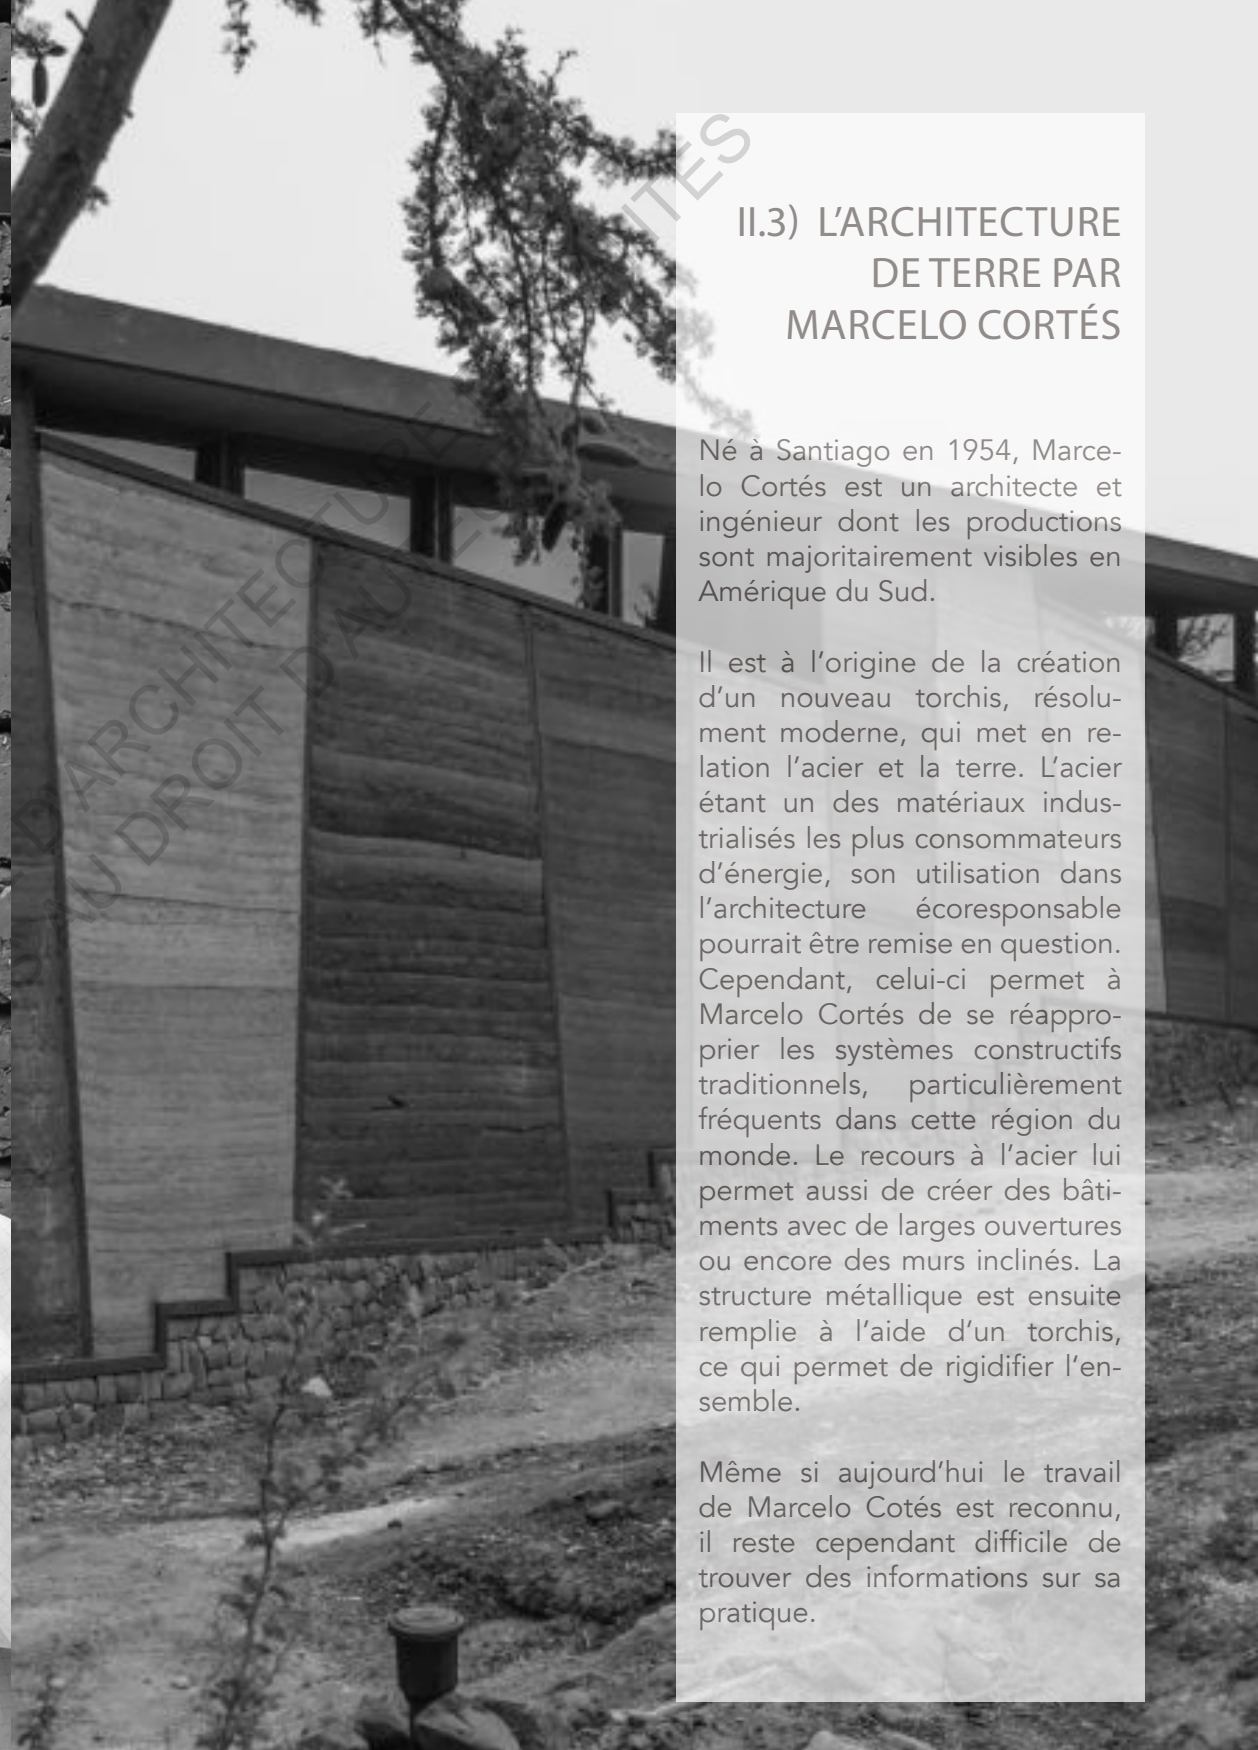 II.3) L'ARCHITECTURE
DE TERRE PAR
MARCELO CORTÉS
Né à Santiago en 1954, Marce-
lo Cortés est un architecte et
ingénieur dont les productions
sont majoritairement visibles en
Amérique du Sud.
Il est à l'origine de la création
d'un nouveau torchis, résolu-
ment moderne, qui met en re-
lation l'acier et la terre. L'acier
étant un des matériaux indus-
trialisés les plus consommateurs
d'énergie, son utilisation dans
l'architecture écoresponsable
pourrait être remise en question.
Cependant, celui-ci permet à
Marcelo Cortés de se réappro-
prier les systèmes constructifs
traditionnels, particulièrement
fréquents dans cette région du
monde. Le recours à l'acier lui
permet aussi de créer des bâti-
ments avec de larges ouvertures
ou encore des murs inclinés. La
structure métallique est ensuite
remplie à l'aide d'un torchis,
ce qui permet de rigidifier l'en-
semble.
Même si aujourd'hui le travail
de Marcelo Cotés est reconnu,
il reste cependant difficile de
trouver des informations sur sa
pratique.
D'ARCHITECTURE
AU DROIT D'AUTEUR